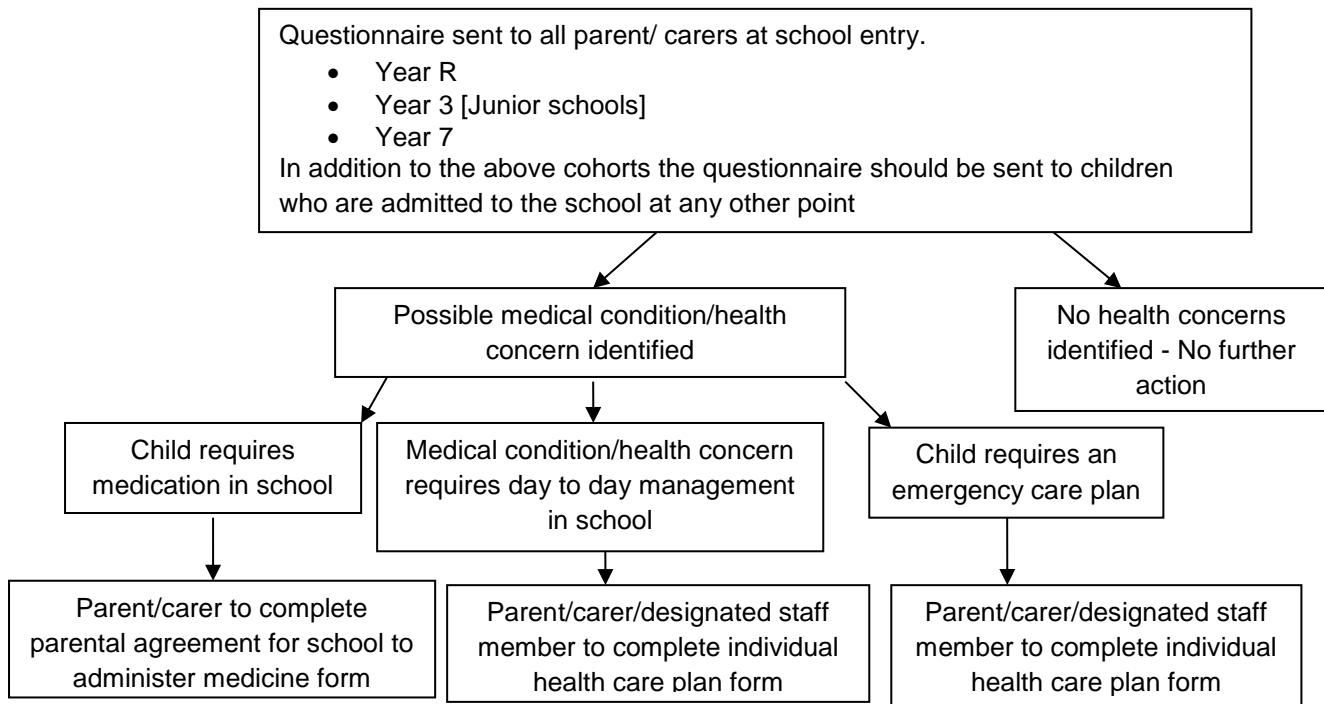 Questionnaire sent to all parent/ carers at school entry.
• Year R
• Year 3 [Junior schools]
• Year 7
In addition to the above cohorts the questionnaire should be sent to children
who are admitted to the school at any other point
Possible medical condition/health
concern identified
No health concerns
identified - No further
action
Child requires
medication in school
Medical condition/health concern
requires day to day management
in school
Child requires an
emergency care plan
Parent/carer to complete
parental agreement for school to
administer medicine form
Parent/carer/designated staff
member to complete individual
health care plan form
Parent/carer/designated staff
member to complete individual
health care plan form